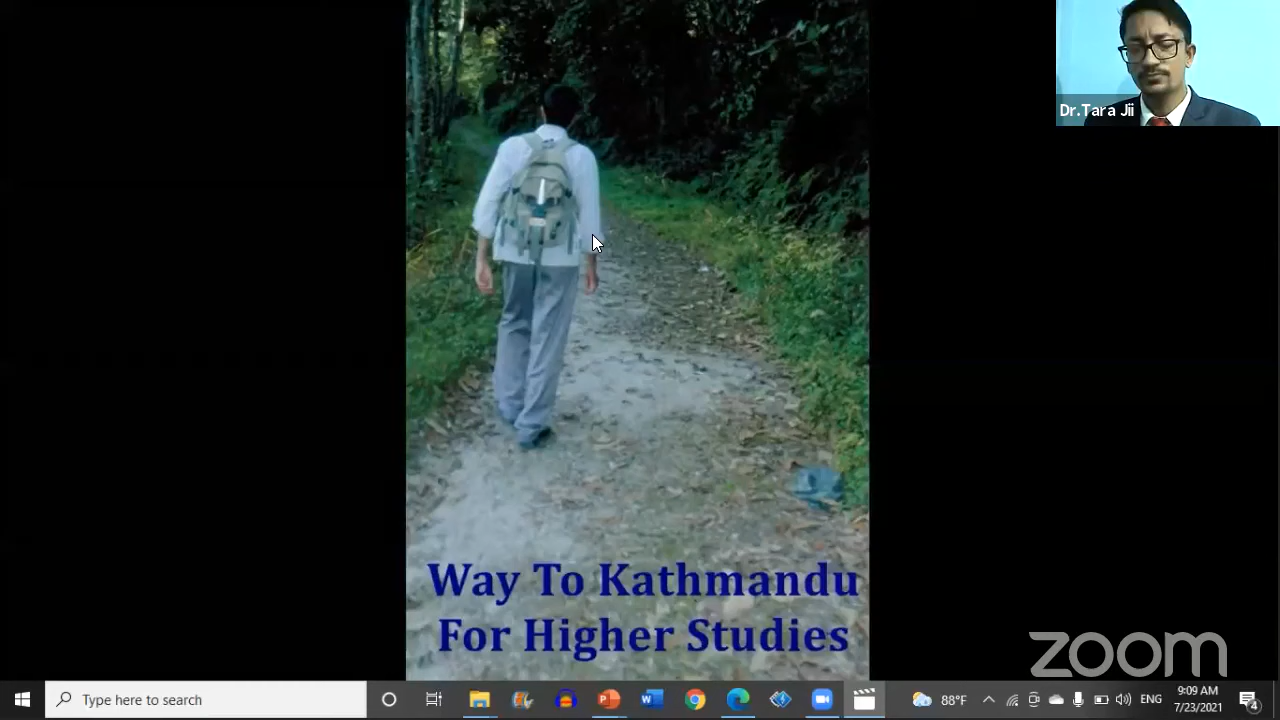 Dr.Tara Jii
Way To Kathmandu
For Higher Studies
zoom
Type here to search
88°F
ENG
9:09 AM
7/23/2021
4